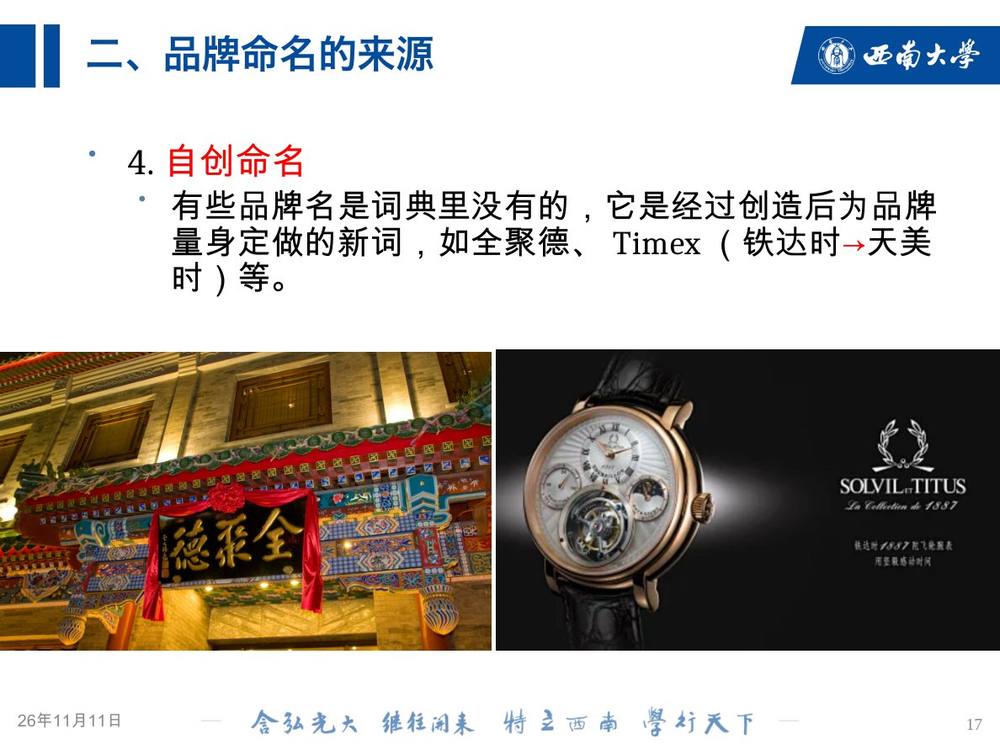 二、品牌命名的来源
西南大学
4. 自创命名
有些品牌名是词典里没有的，它是经过创造后为品牌
量身定做的新词，如全聚德、 Timex （铁达时→天美
时）等。
德聚全
SOLVIL ET TITUS
La Collection de 1887
铁达时1887陀飞轮腕表
用坚毅感动时间
26年11月11日
含弘光大 继往开来 特立西南 学行天下
17